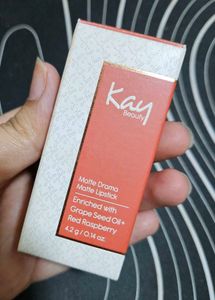 Kay
Beauty
Matte Drama
Matte Lipstick
Enriched with
Grape Seed Oil+
Red Raspberry
4.2 g / 0.14 oz.